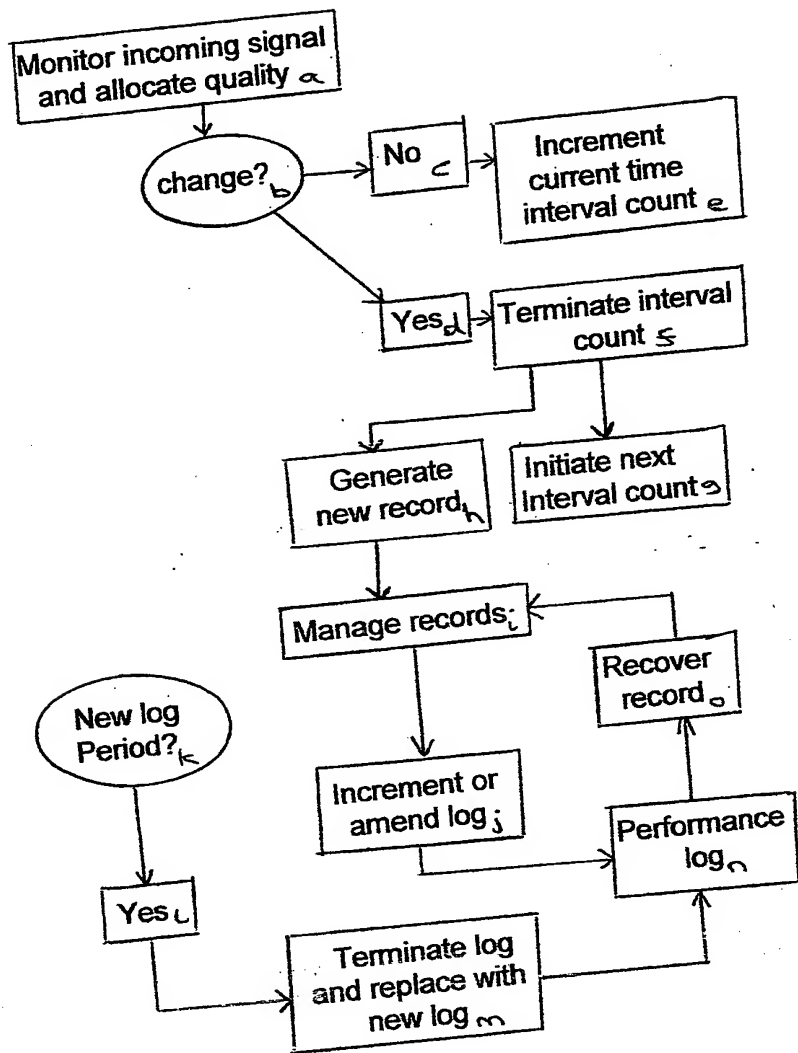 Monitor incoming signal
and allocate quality a
change? b
No c
Increment
current time
interval count e
Yes d
Terminate interval
count f
Generate
new record h
Initiate next
Interval count g
Manage records i
Recover
record o
New log
Period? k
Increment or
amend log j
Performance
log n
Yes l
Terminate log
and replace with
new log m